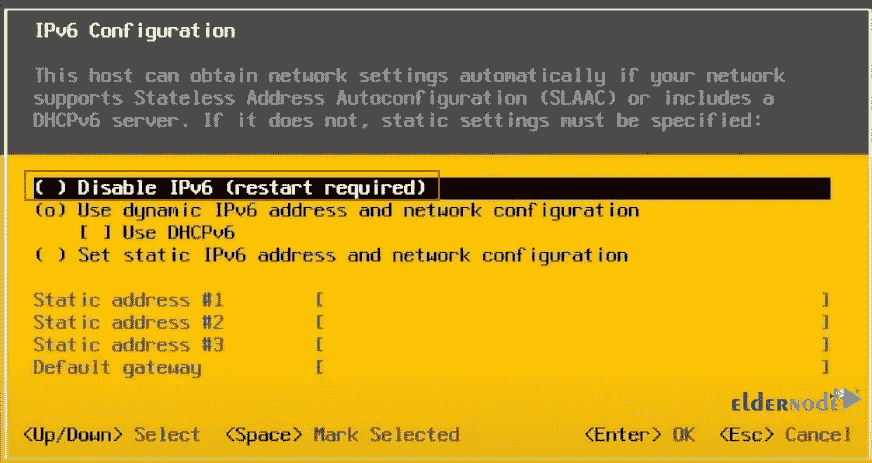 IPv6 Configuration
This host can obtain network settings automatically if your network
supports Stateless Address Autoconfiguration (SLAAC) or includes a
DHCPv6 server. If it does not, static settings must be specified:
( ) Disable IPv6 (restart required)
(o) Use dynamic IPv6 address and network configuration
[ ] Use DHCPv6
( ) Set static IPv6 address and network configuration
Static address #1 [ ]
Static address #2 [ ]
Static address #3 [ ]
Default gateway [ ]
ELDERNODE
<Up/Down> Select <Space> Mark Selected <Enter> OK <Esc> Cancel